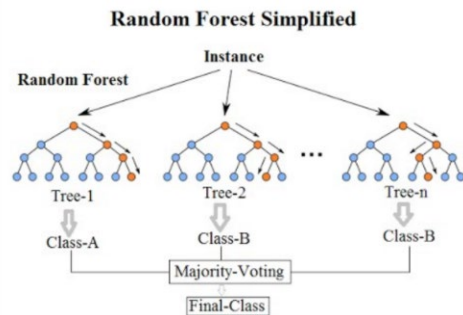 Random Forest Simplified
Instance
Random Forest
...
Tree-1
Tree-2
Tree-n
Class-A
Class-B
Class-B
Majority-Voting
Final-Class